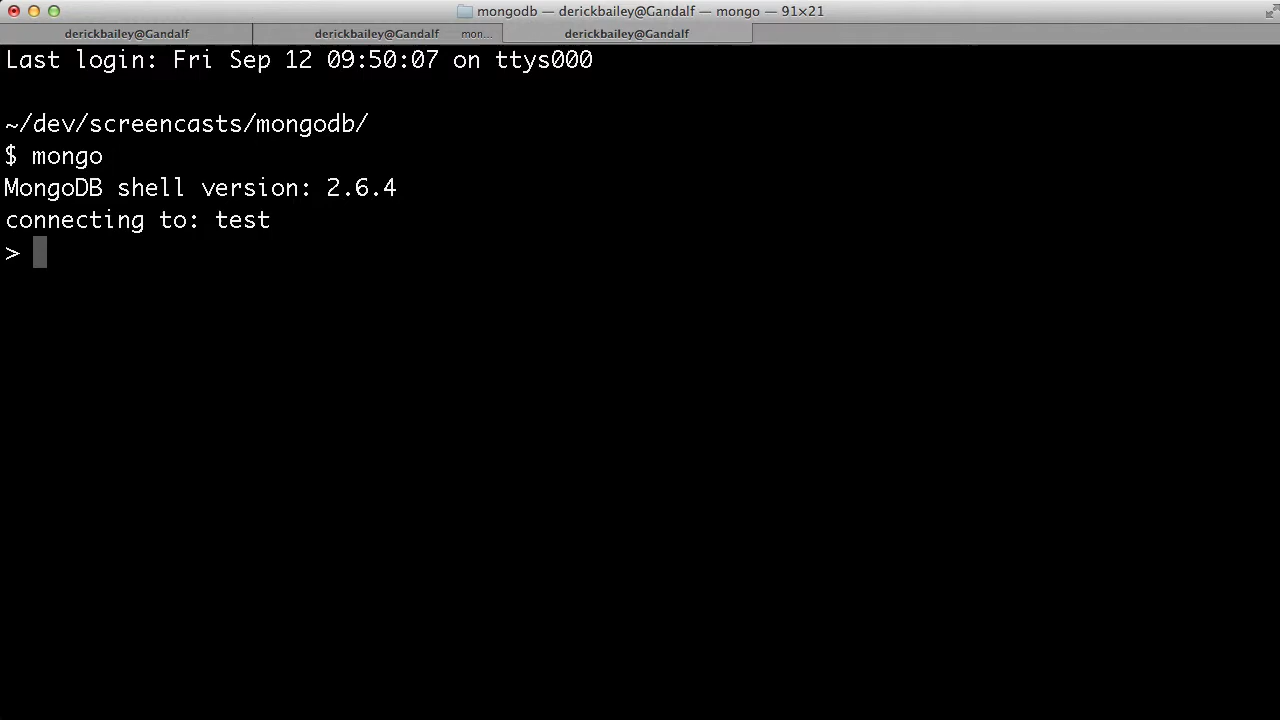 mongodb — derickbailey@Gandalf — mongo — 91×21
derickbailey@Gandalf derickbailey@Gandalf mon... derickbailey@Gandalf
Last login: Fri Sep 12 09:50:07 on ttys000
~/dev/screencasts/mongodb/
$ mongo
MongoDB shell version: 2.6.4
connecting to: test
>